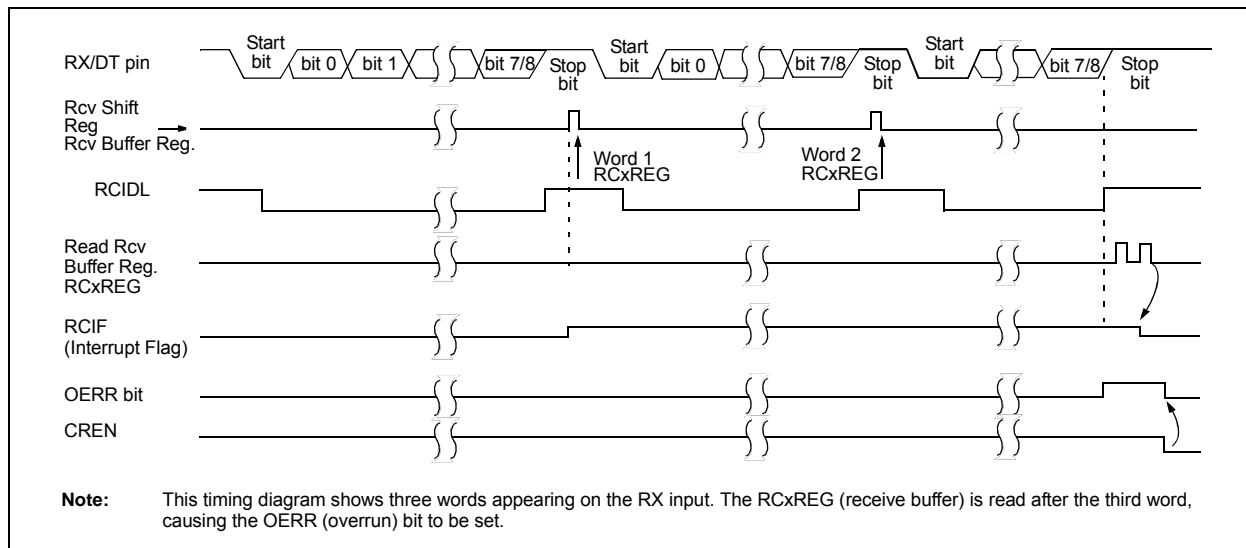 Start bit
bit 0
bit 1
bit 7/8
Stop bit
Start bit
bit 0
bit 7/8
Stop bit
Start bit
bit 7/8
Stop bit
RX/DT pin
Rcv Shift
Reg
Rcv Buffer Reg.
Word 1
RCxREG
Word 2
RCxREG
RCIDL
Read Rcv
Buffer Reg.
RCxREG
RCIF
(Interrupt Flag)
OERR bit
CREN
Note: This timing diagram shows three words appearing on the RX input. The RCxREG (receive buffer) is read after the third word,
causing the OERR (overrun) bit to be set.